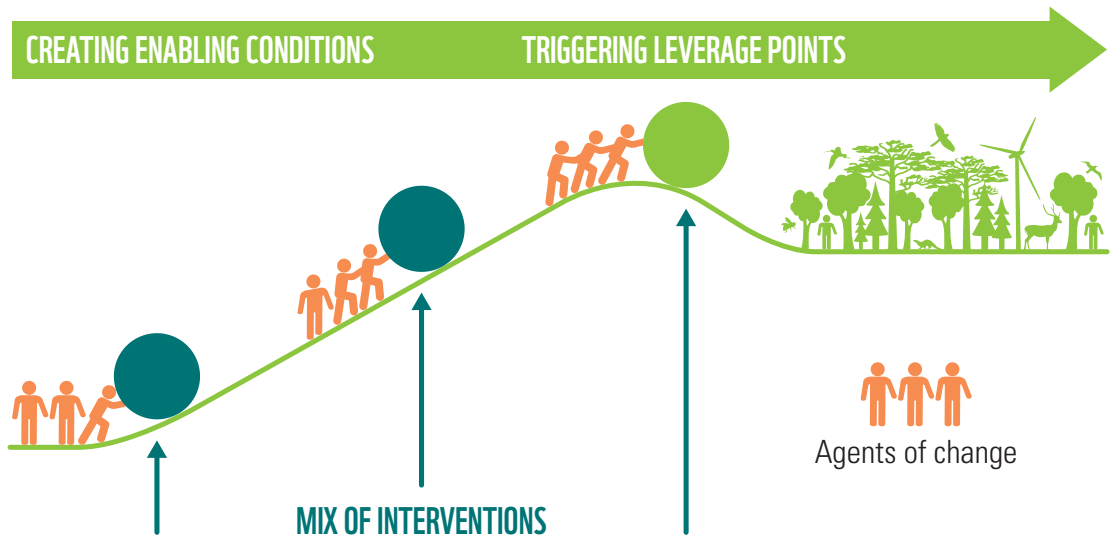 CREATING ENABLING CONDITIONS
TRIGGERING LEVERAGE POINTS
Agents of change
MIX OF INTERVENTIONS